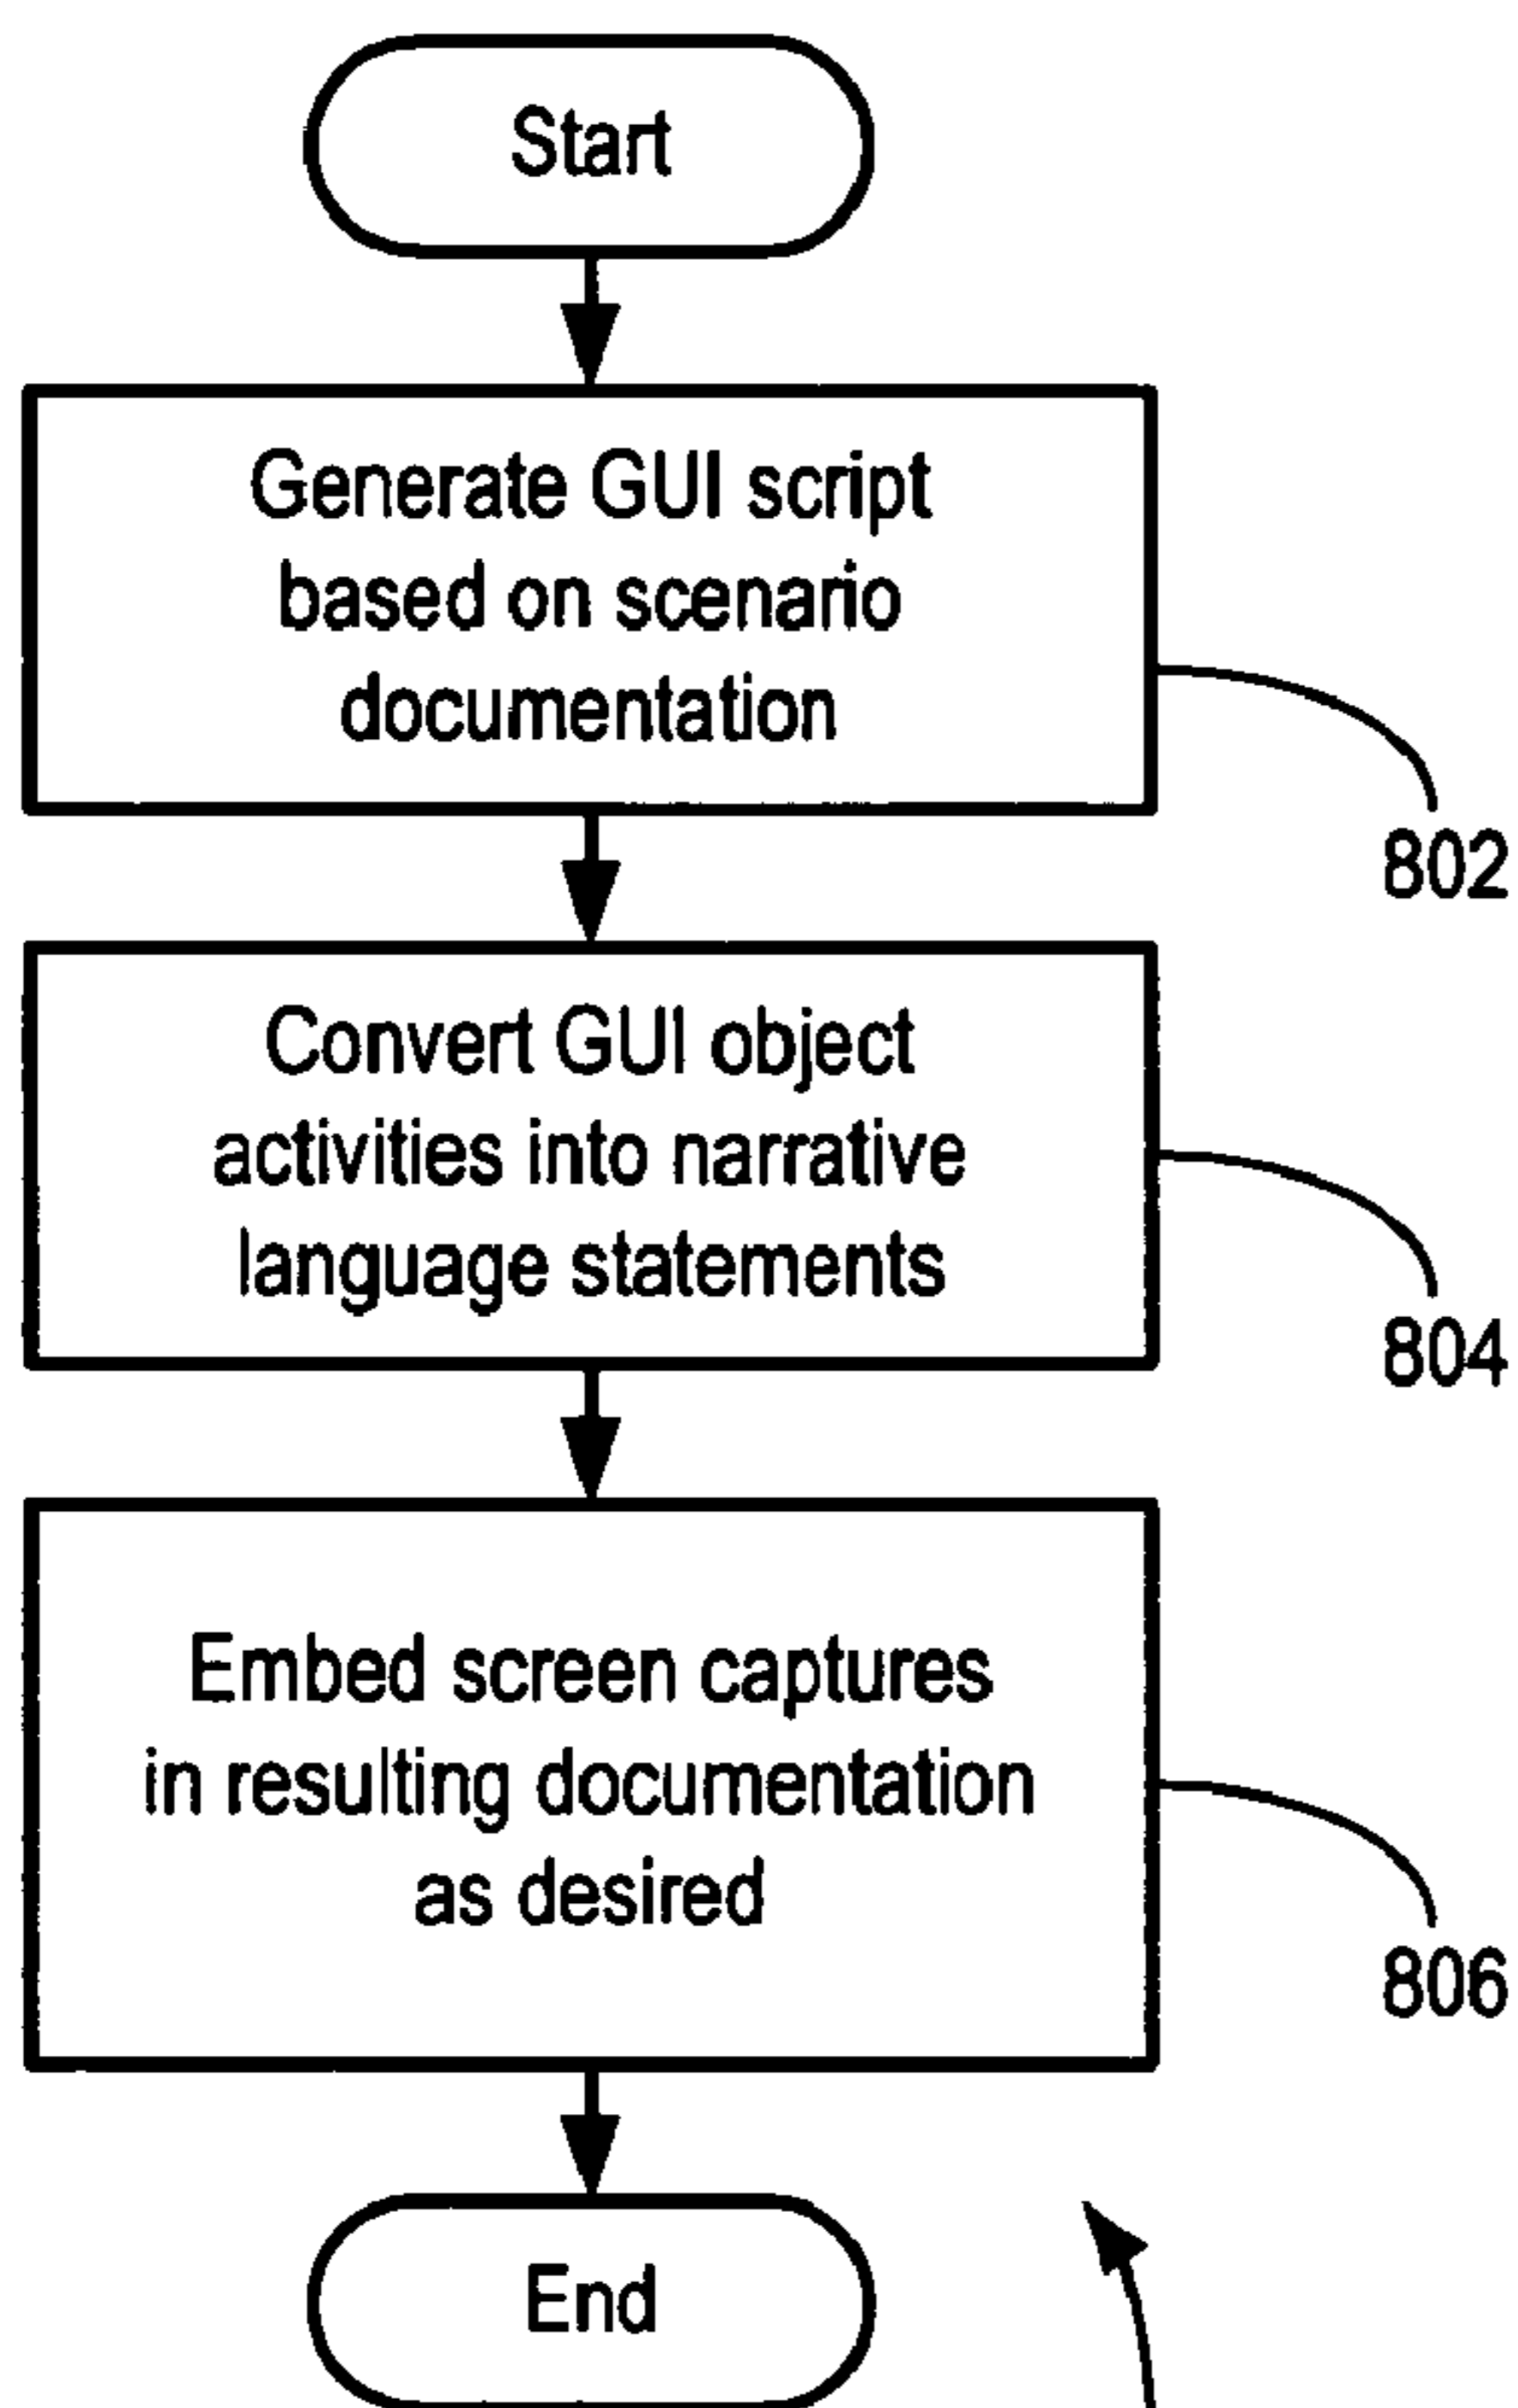 Start
Generate GUI script
based on scenario
documentation
802
Convert GUI object
activities into narrative
language statements
804
Embed screen captures
in resulting documentation
as desired
806
End